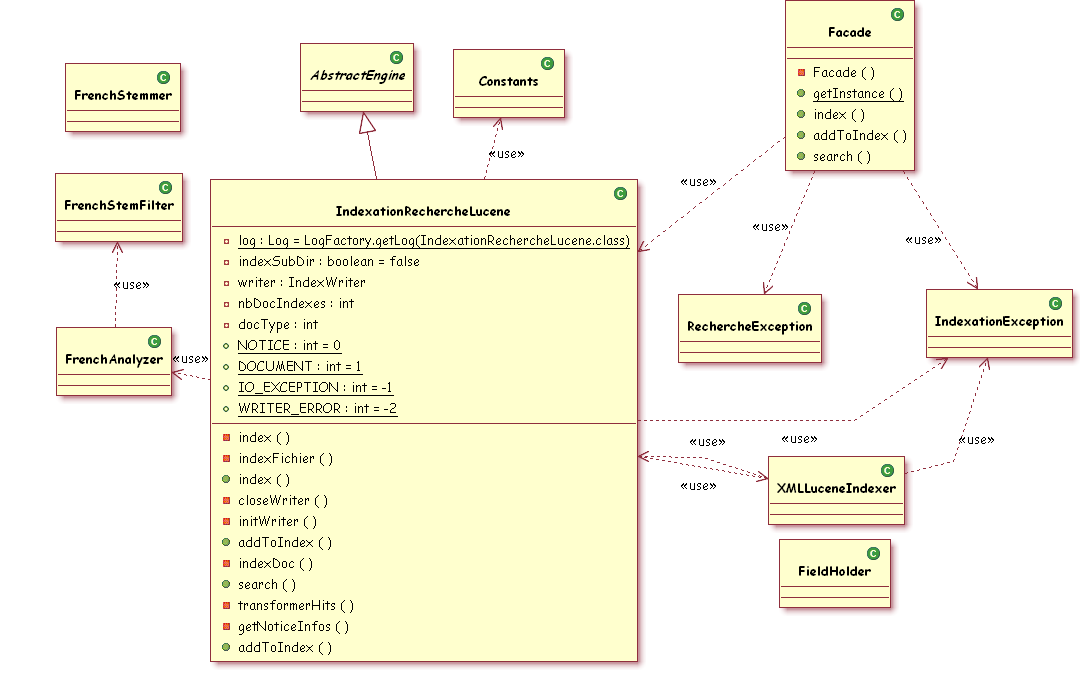 C
Facade
Facade ( )
getInstance ( )
index ( )
addToIndex ( )
search ( )
C
AbstractEngine
C
Constants
C
FrenchStemmer
«use»
«use»
C
FrenchStemFilter
C
IndexationRechercheLucene
log : Log = LogFactory.getLog(IndexationRechercheLucene.class)
indexSubDir : boolean = false
writer : IndexWriter
nbDocIndexes : int
docType : int
NOTICE : int = 0
DOCUMENT : int = 1
IO_EXCEPTION : int = -1
WRITER_ERROR : int = -2
index ( )
indexFichier ( )
index ( )
closeWriter ( )
initWriter ( )
addToIndex ( )
indexDoc ( )
search ( )
transformerHits ( )
getNoticeInfos ( )
addToIndex ( )
«use»
«use»
«use»
C
RechercheException
C
IndexationException
C
FrenchAnalyzer
«use»
«use»
«use»
«use»
«use»
C
XMLLuceneIndexer
C
FieldHolder